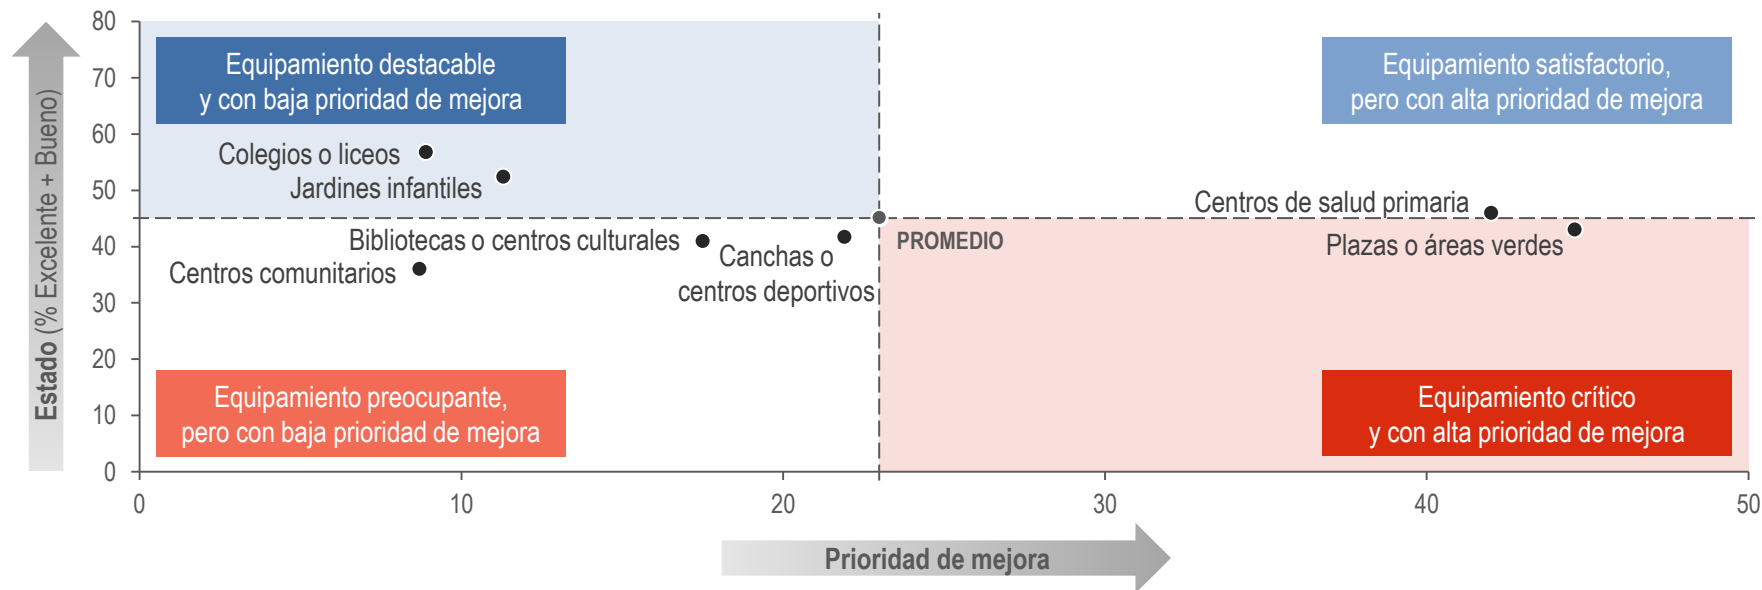 Estado (% Excelente + Bueno)
80
70
60
50
40
30
20
10
0
Equipamiento destacable
y con baja prioridad de mejora
Equipamiento satisfactorio,
pero con alta prioridad de mejora
Colegios o liceos
Jardines infantiles
Centros de salud primaria
Bibliotecas o centros culturales
PROMEDIO
Plazas o áreas verdes
Canchas o
centros deportivos
Centros comunitarios
Equipamiento preocupante,
pero con baja prioridad de mejora
Equipamiento crítico
y con alta prioridad de mejora
0
10
20
30
40
50
Prioridad de mejora